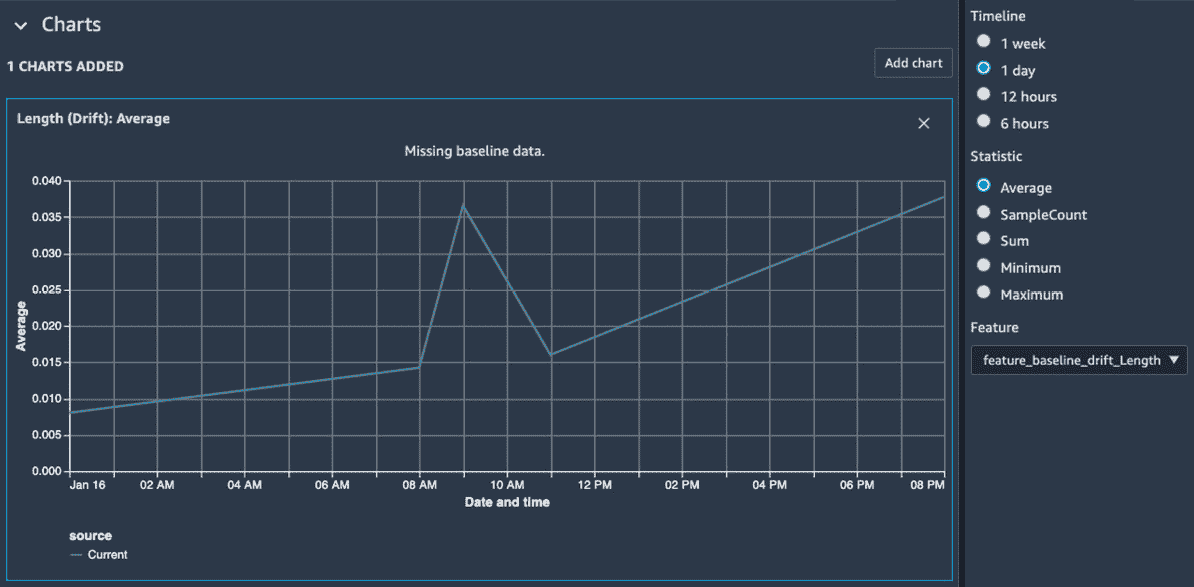 Charts
1 CHARTS ADDED
Add chart
Length (Drift): Average
Missing baseline data.
0.040
0.035
0.030
0.025
0.020
0.015
0.010
0.005
0.000
Average
Jan 16 02 AM 04 AM 06 AM 08 AM 10 AM 12 PM 02 PM 04 PM 06 PM 08 PM
Date and time
source
Current
Timeline
1 week
1 day
12 hours
6 hours
Statistic
Average
SampleCount
Sum
Minimum
Maximum
Feature
feature_baseline_drift_Length